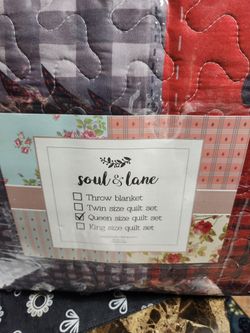 soul & lane
Throw blanket
Twin size quilt set
Queen size quilt set
King size quilt set